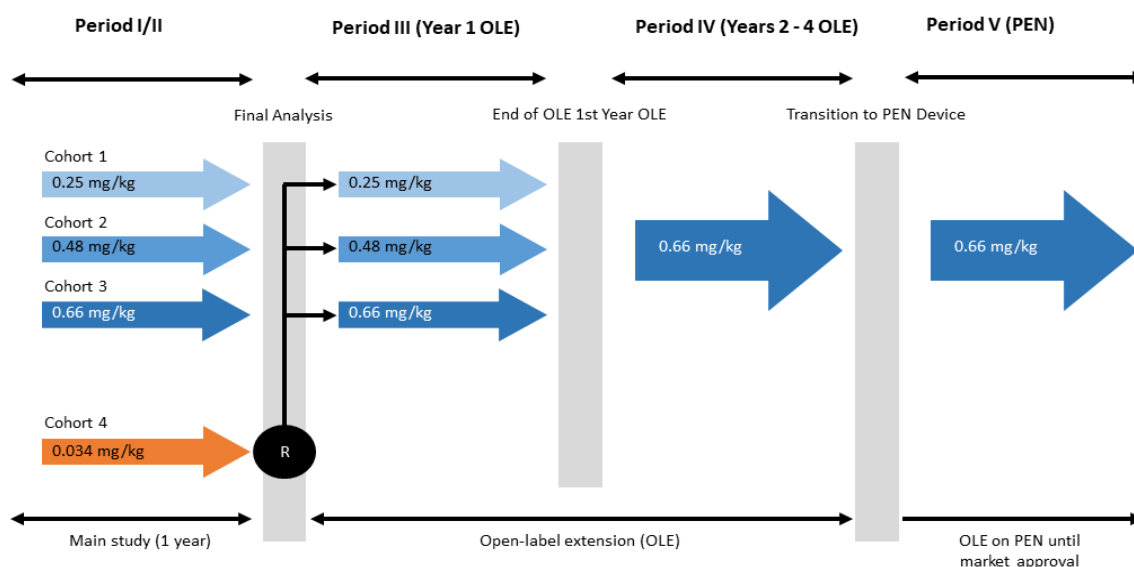 Period I/II
Period III (Year 1 OLE)
Period IV (Years 2 - 4 OLE)
Period V (PEN)
Final Analysis
End of OLE 1st Year OLE
Transition to PEN Device
Cohort 1
0.25 mg/kg
0.25 mg/kg
Cohort 2
0.48 mg/kg
0.48 mg/kg
0.66 mg/kg
0.66 mg/kg
Cohort 3
0.66 mg/kg
0.66 mg/kg
Cohort 4
0.034 mg/kg
R
Main study (1 year)
Open-label extension (OLE)
OLE on PEN until
market approval